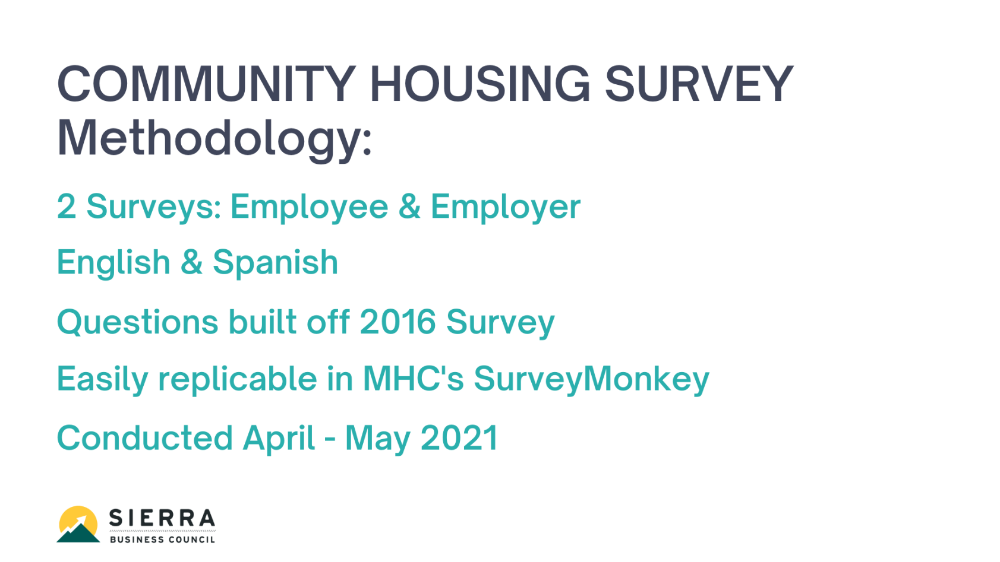 COMMUNITY HOUSING SURVEY
Methodology:
2 Surveys: Employee & Employer
English & Spanish
Questions built off 2016 Survey
Easily replicable in MHC's SurveyMonkey
Conducted April - May 2021
SIERRA
BUSINESS COUNCIL